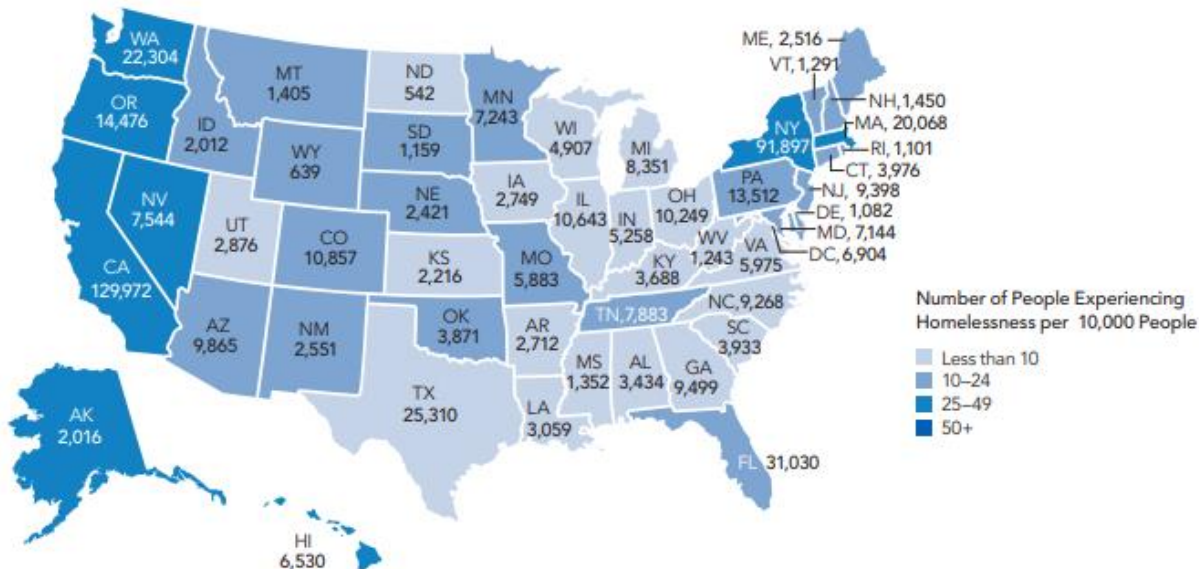 WA
22,304
OR
14,476
CA
129,972
NV
7,544
ID
2,012
MT
1,405
WY
639
UT
2,876
AZ
9,865
CO
10,857
NM
2,551
ND
542
SD
1,159
NE
2,421
KS
2,216
OK
3,871
TX
25,310
MN
7,243
IA
2,749
MO
5,883
AR
2,712
LA
3,059
WI
4,907
IL
10,643
MI
8,351
IN
5,258
OH
10,249
KY
3,688
TN,7,883
MS
1,352
AL
3,434
GA
9,499
FL 31,030
SC
3,933
NC,9,268
VA
5,975
WV
1,243
PA
13,512
NY
91,897
ME, 2,516
VT,1,291
NH,1,450
MA, 20,068
RI, 1,101
CT, 3,976
NJ, 9,398
DE, 1,082
MD, 7,144
DC, 6,904
AK
2,016
HI
6,530
Number of People Experiencing
Homelessness per 10,000 People
Less than 10
10–24
25–49
50+